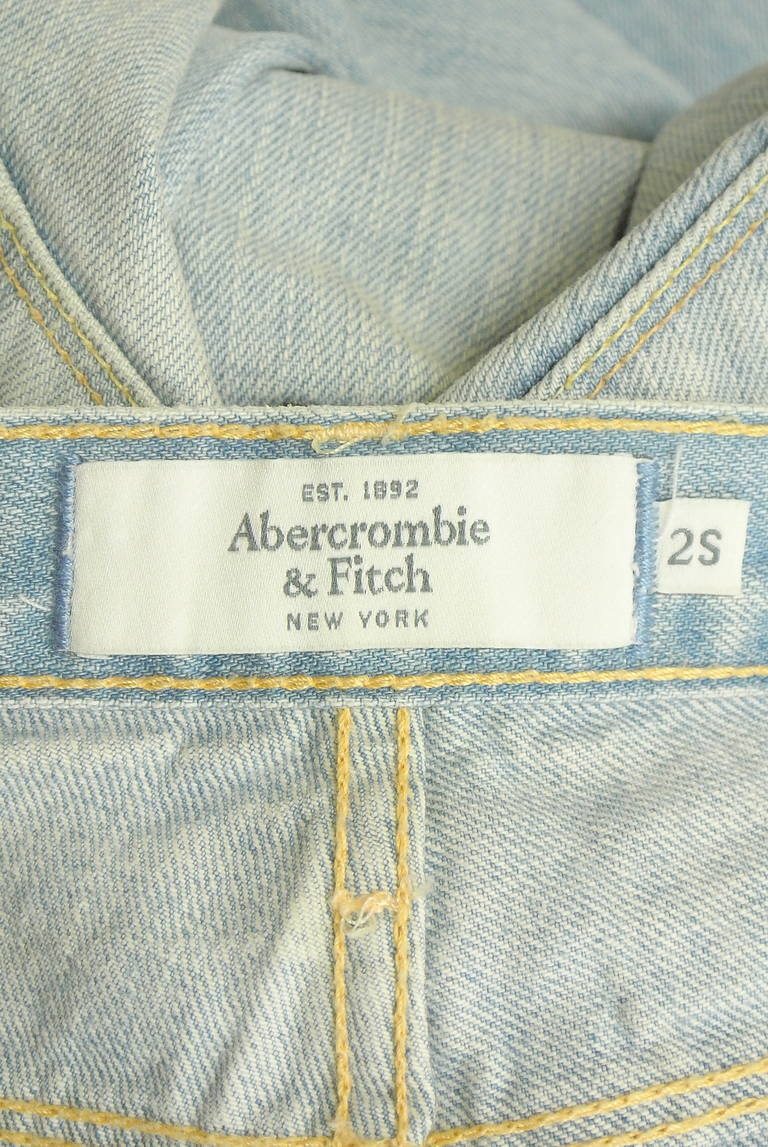 EST. 1892
Abercrombie
& Fitch
NEW YORK
2S